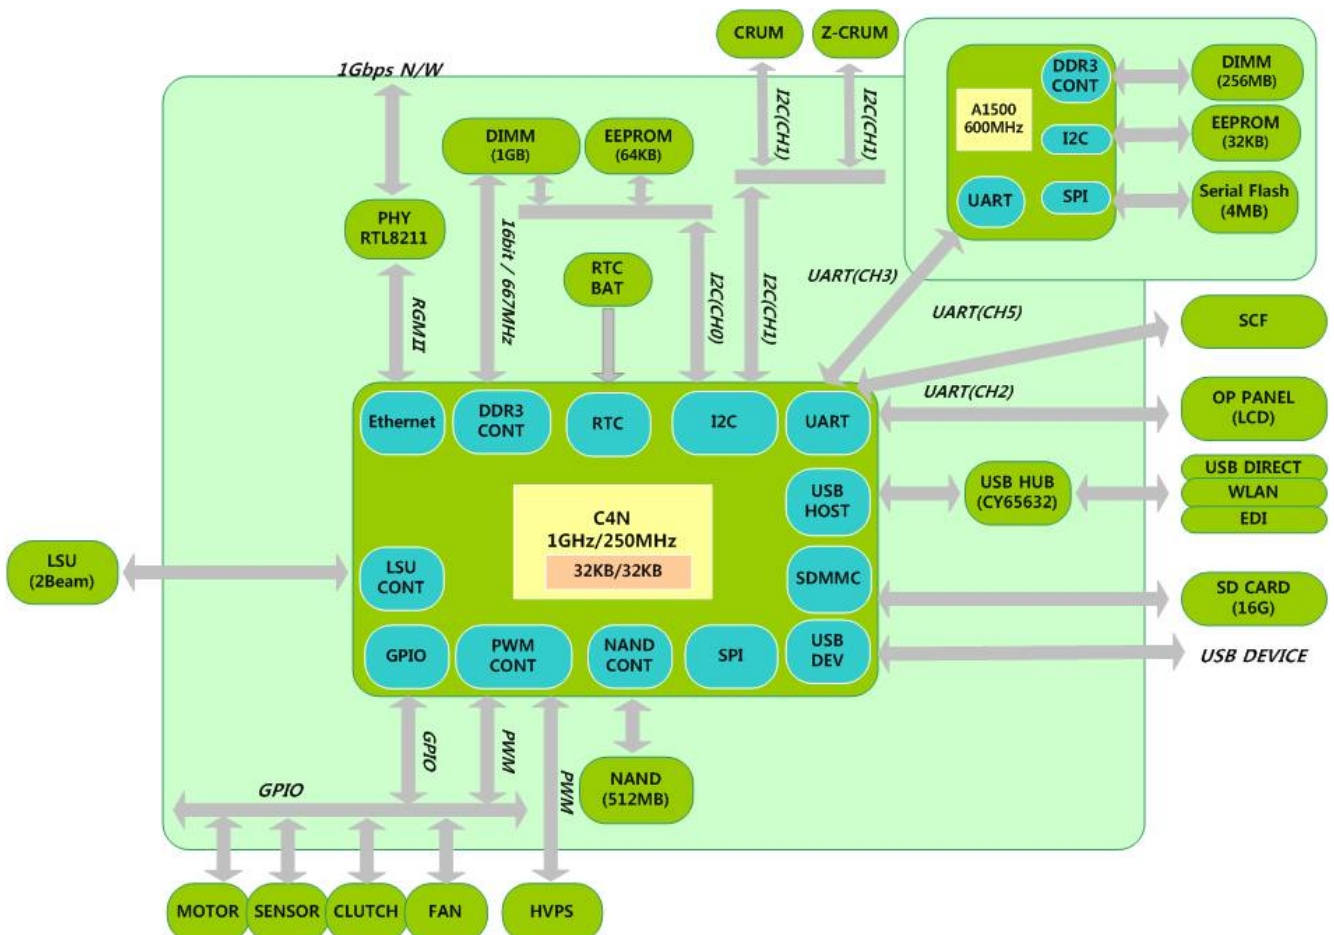 CRUM
Z-CRUM
1Gbps N/W
I2C(CH1)
I2C(CH1)
DIMM
(1GB)
EEPROM
(64KB)
A1500
600MHz
DDR3
CONT
I2C
SPI
UART
DIMM
(256MB)
EEPROM
(32KB)
Serial Flash
(4MB)
PHY
RTL8211
RGMII
16bit / 667MHz
RTC
BAT
I2C(CH0)
I2C(CH1)
UART(CH3)
UART(CH5)
UART(CH2)
SCF
OP PANEL
(LCD)
Ethernet
DDR3
CONT
RTC
I2C
UART
USB
HOST
USB HUB
(CY65632)
USB DIRECT
WLAN
EDI
C4N
1GHz/250MHz
32KB/32KB
LSU
(2Beam)
LSU
CONT
SDMMC
SD CARD
(16G)
GPIO
PWM
CONT
NAND
CONT
SPI
USB
DEV
USB DEVICE
GPIO
PWM
PWM
NAND
(512MB)
GPIO
MOTOR
SENSOR
CLUTCH
FAN
HVPS